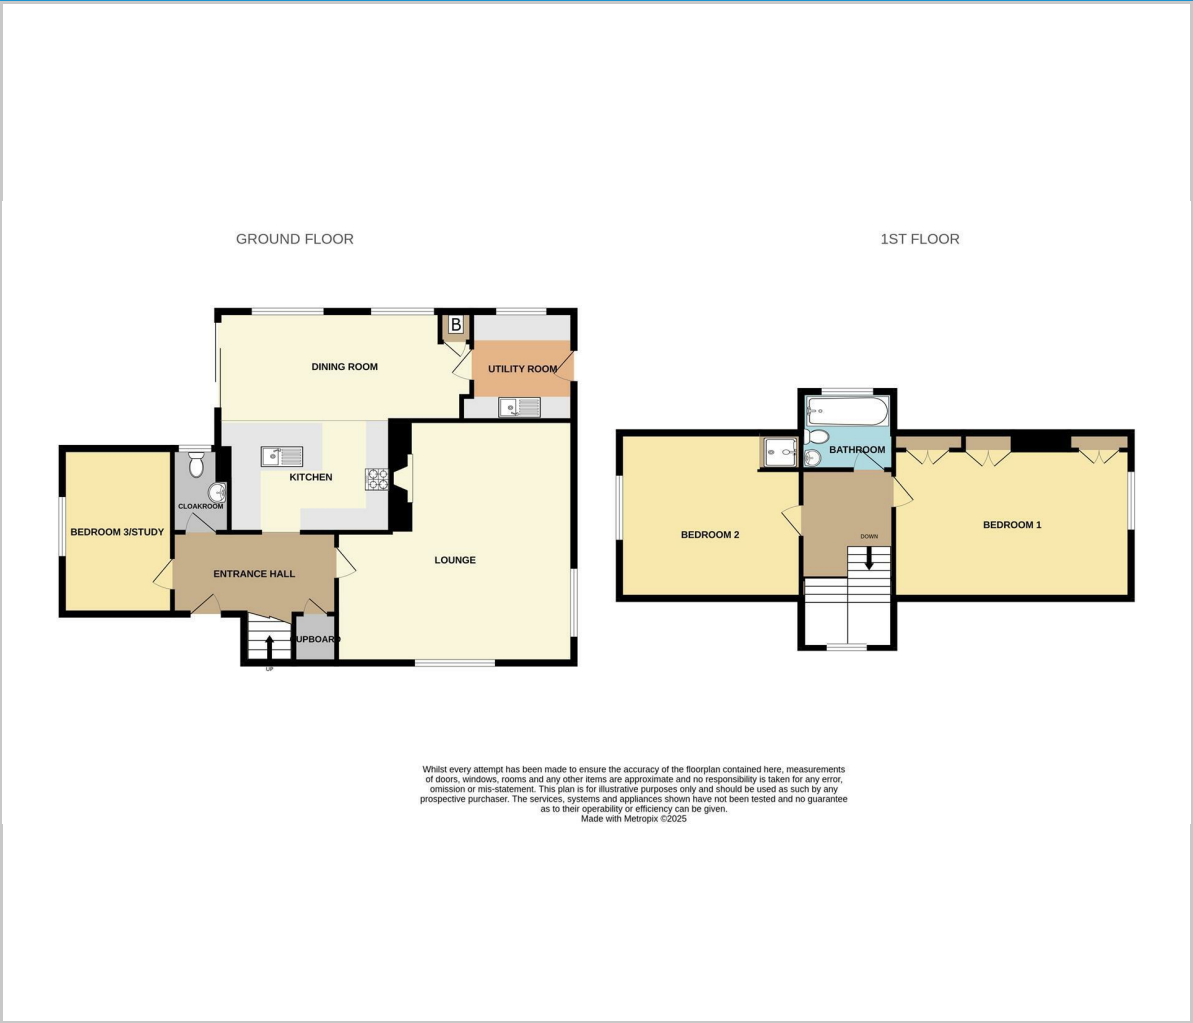 GROUND FLOOR
1ST FLOOR
B
DINING ROOM
UTILITY ROOM
KITCHEN
CLOAKROOM
BEDROOM 3/STUDY
ENTRANCE HALL
LOUNGE
CUPBOARD
UP
BATHROOM
BEDROOM 1
BEDROOM 2
DOWN
Whilst every attempt has been made to ensure the accuracy of the floorplan contained here, measurements
of doors, windows, rooms and any other items are approximate and no responsibility is taken for any error,
omission or mis-statement. This plan is for illustrative purposes only and should be used as such by any
prospective purchaser. The services, systems and appliances shown have not been tested and no guarantee
as to their operability or efficiency can be given.
Made with Metropix ©2025